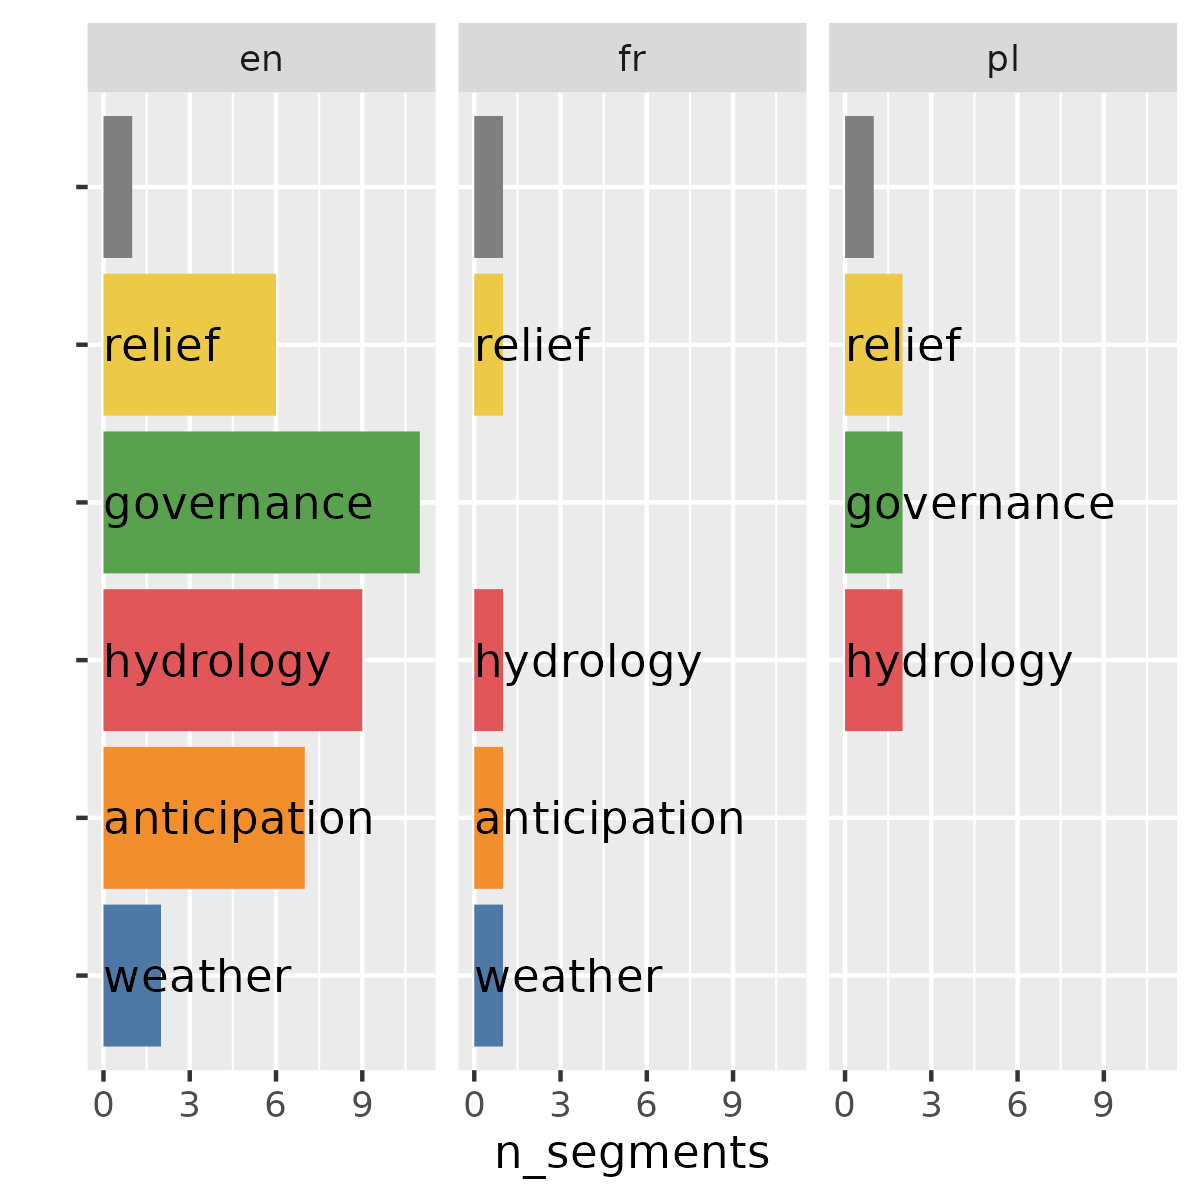 en fr pl
relief relief relief
governance governance
hydrology hydrology hydrology
anticipation anticipation
weather weather
0 3 6 9 0 3 6 9 0 3 6 9
n_segments